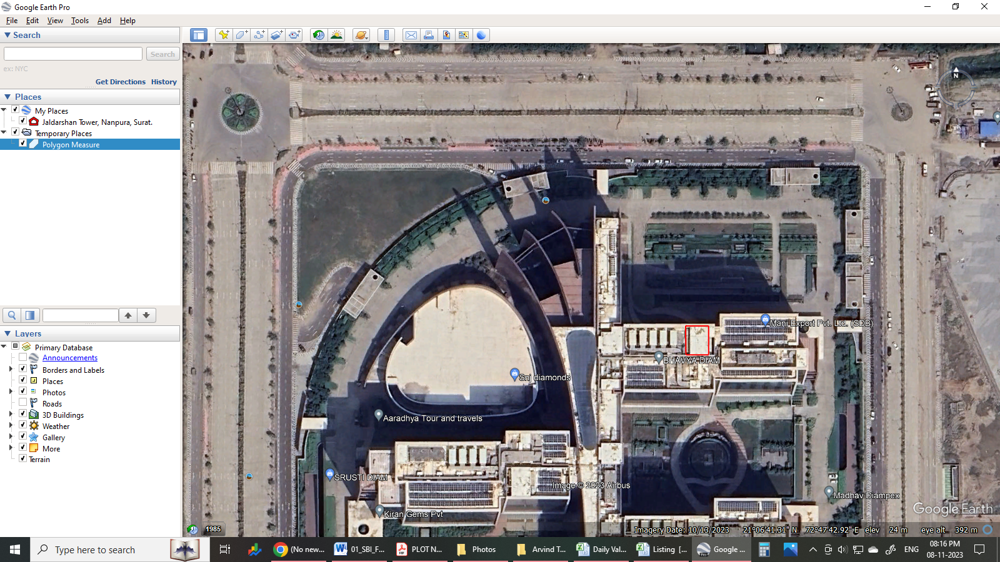 Google Earth Pro
File Edit View Tools Add Help
Search
Search
ex: NYC
Get Directions History
Places
My Places
Jaldarshan Tower, Nanpura, Surat.
Temporary Places
Polygon Measure
Layers
Primary Database
Announcements
Borders and Labels
Places
Photos
Roads
3D Buildings
Weather
Gallery
More
Terrain
N
Mani Export Pvt. Ltd. (SDB)
BHAVYA DIAM
Snj diamonds
Aaradhya Tour and travels
SRUSTI DIAM
Image © 2023 Airbus
Madhav Diampex
Kiran Gems Pvt
Google Earth
1985
Imagery Date: 10/13/2023 21°06'41.31" N 72°47'42.92" E elev 24 m eye alt 392 m
Type here to search
(No new...
01_SBI_F...
PLOT N...
Photos
Arvind T...
Daily Val...
Listing [...
Google ...
ENG
08:16 PM
08-11-2023